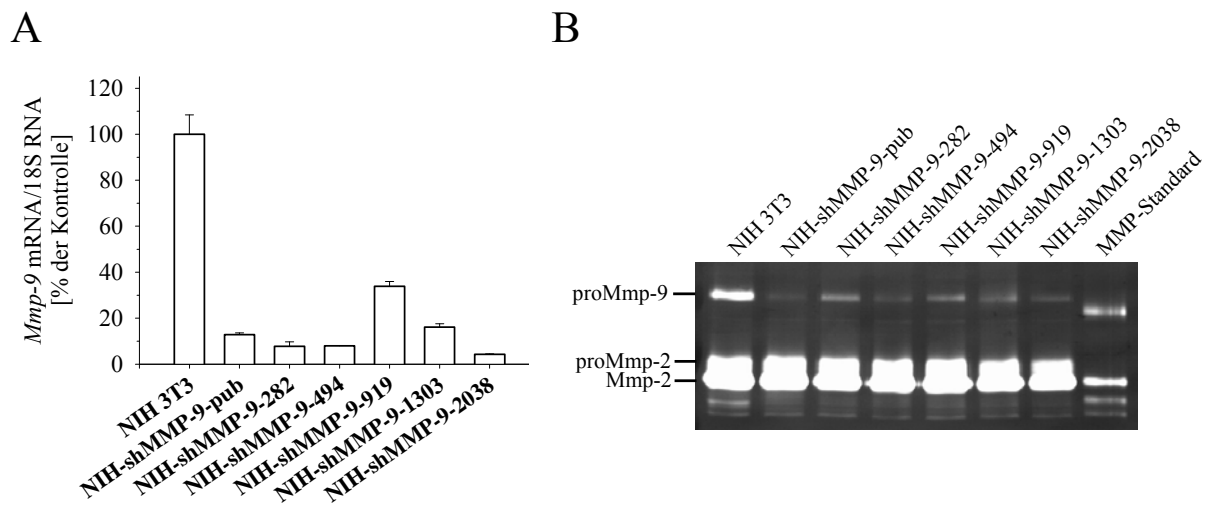 A
Mmp-9 mRNA/18S RNA
[% der Kontrolle]
120
100
80
60
40
20
0
NIH 3T3
NIH-shMMP-9-pub
NIH-shMMP-9-282
NIH-shMMP-9-494
NIH-shMMP-9-919
NIH-shMMP-9-1303
NIH-shMMP-9-2038
B
NIH 3T3
NIH-shMMP-9-pub
NIH-shMMP-9-282
NIH-shMMP-9-494
NIH-shMMP-9-919
NIH-shMMP-9-1303
NIH-shMMP-9-2038
MMP-Standard
proMmp-9
proMmp-2
Mmp-2